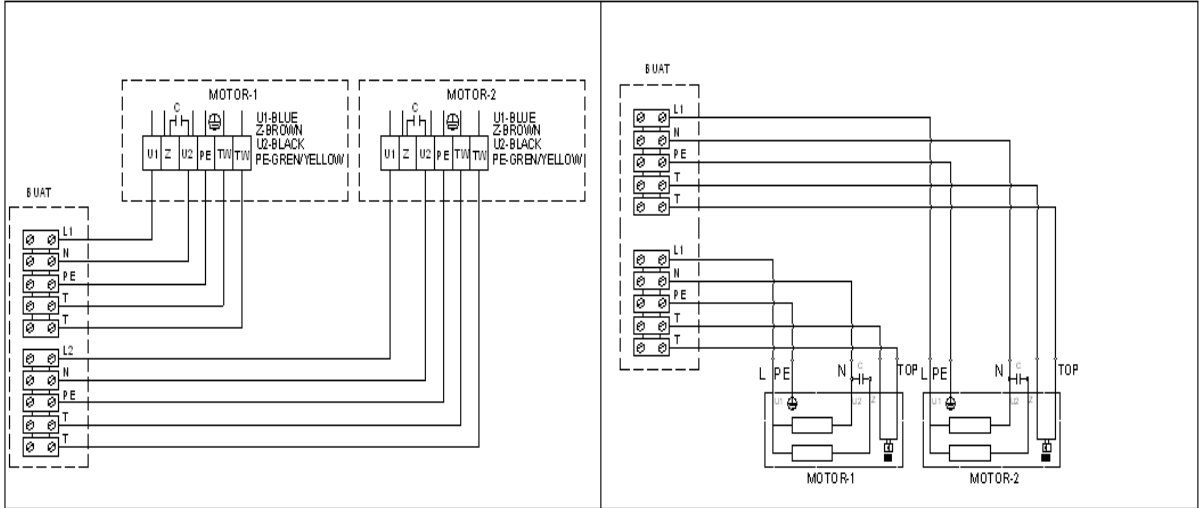 MOTOR-1
C
U1-BLUE
Z-BROWN
U2-BLACK
PE-GREN/YELLOW
U1 Z U2 PE TW TW
MOTOR-2
C
U1-BLUE
Z-BROWN
U2-BLACK
PE-GREN/YELLOW
U1 Z U2 PE TW TW
BUAT
L1
N
PE
T
T
L2
N
PE
T
T
BUAT
L1
N
PE
T
T
L1
N
PE
T
T
L PE N C TOP
U1 U2 Z
MOTOR-1
L PE N C TOP
U1 U2 Z
MOTOR-2